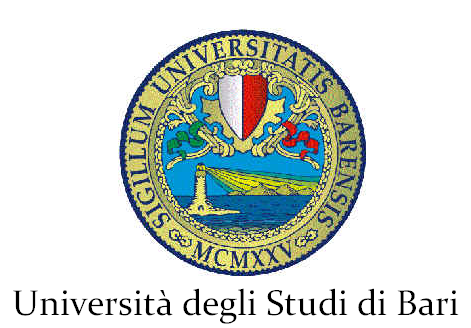 SIGILLUM UNIVERSITATIS BARENSIS
MCMXXV
Università degli Studi di Bari